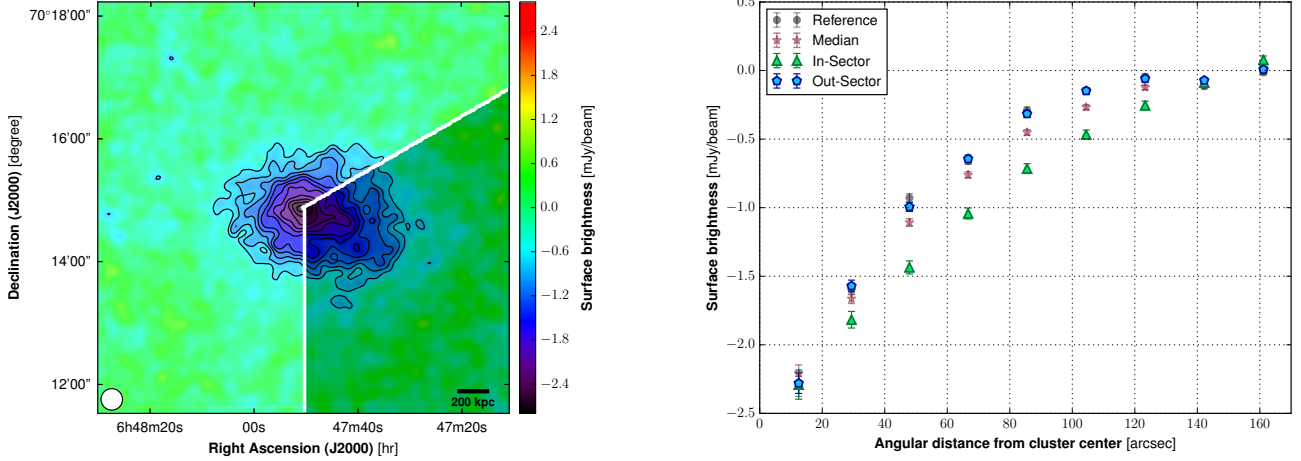 70°18'00"
16'00"
14'00"
12'00"
Declination (J2000) [degree]
6h48m20s
00s
47m40s
47m20s
Right Ascension (J2000) [hr]
200 kpc
2.4
1.8
1.2
0.6
0.0
−0.6
−1.2
−1.8
−2.4
Surface brightness [mJy/beam]
Reference
Median
In-Sector
Out-Sector
0.5
0.0
−0.5
−1.0
−1.5
−2.0
−2.5
Surface brightness [mJy/beam]
0
20
40
60
80
100
120
140
160
Angular distance from cluster center [arcsec]